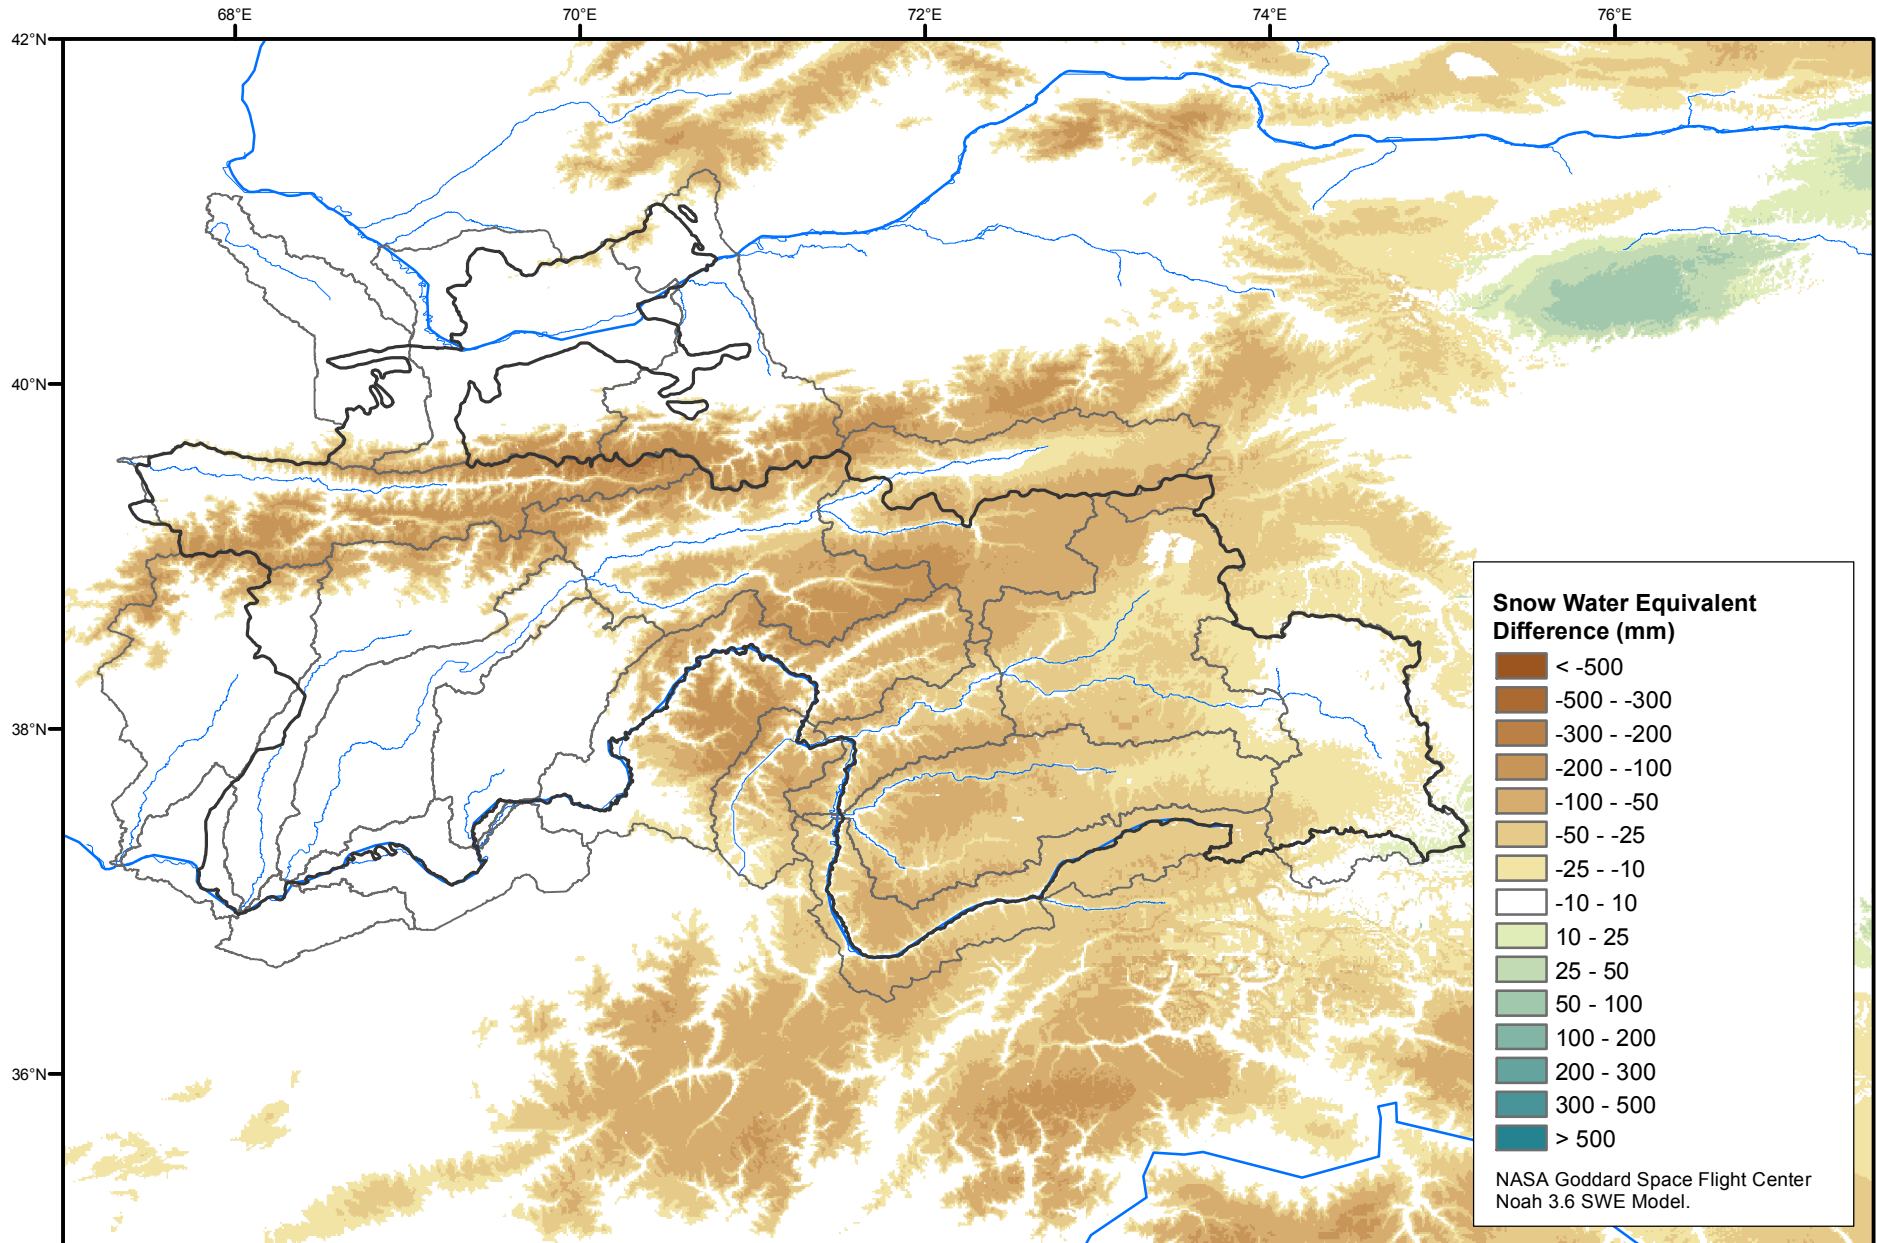 68°E
70°E
72°E
74°E
76°E
42°N
40°N
38°N
36°N
Snow Water Equivalent
Difference (mm)
< -500
-500 - -300
-300 - -200
-200 - -100
-100 - -50
-50 - -25
-25 - -10
-10 - 10
10 - 25
25 - 50
50 - 100
100 - 200
200 - 300
300 - 500
> 500
NASA Goddard Space Flight Center
Noah 3.6 SWE Model.